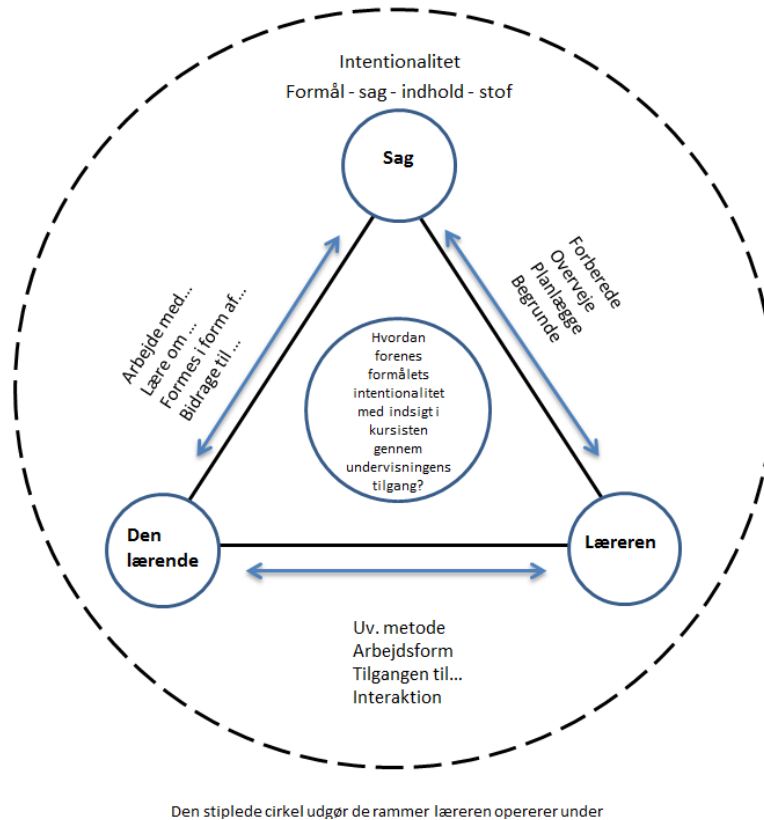 Intentionalitet
Formål - sag - indhold - stof
Sag
Arbejde med...
Lære om ...
Formes i form af...
Bidrage til ...
Forberede
Overveje
Planlægge
Begrunde
Hvordan
forenes
formålets
intentionalitet
med indsigt i
kursisten
gennem
undervisningens
tilgang?
Den
lærende
Læreren
Uv. metode
Arbejdsform
Tilgangen til...
Interaktion
Den stiplede cirkel udgør de rammer læreren opererer under